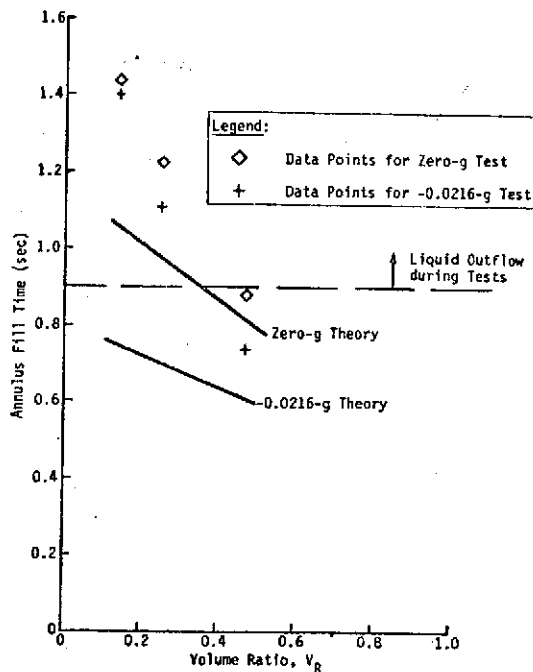 1.4
1.2
1.0
0.8
0.6
0.4
0.2
0
Annulus Fill Time (sec)
Legend:
◇ Data Points for Zero-g Test
+ Data Points for -0.0216-g Test
Liquid Outflow
during Tests
Zero-g Theory
-0.0216-g Theory
0 0.2 0.4 0.6 0.8 1.0
Volume Ratio, V_R